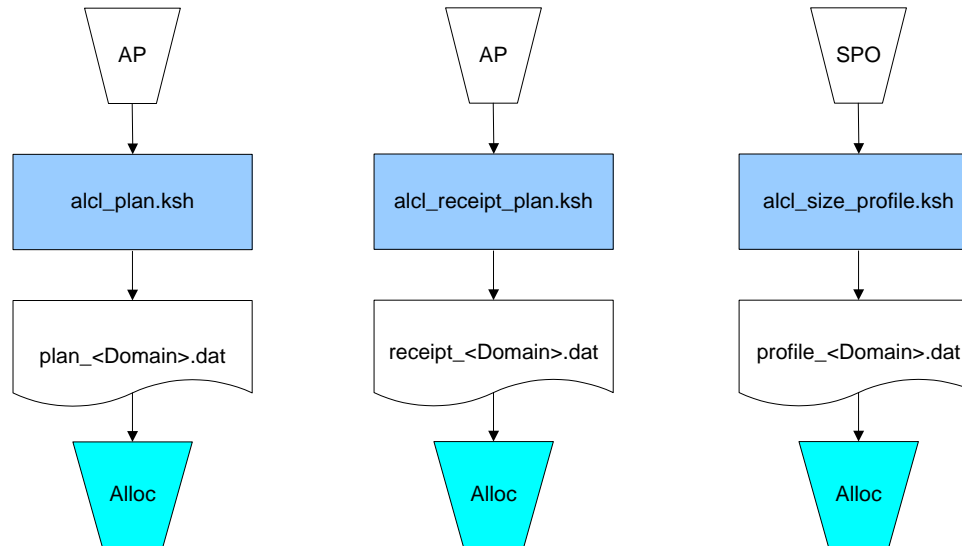 AP
AP
SPO
alcl_plan.ksh
alcl_receipt_plan.ksh
alcl_size_profile.ksh
plan_<Domain>.dat
receipt_<Domain>.dat
profile_<Domain>.dat
Alloc
Alloc
Alloc